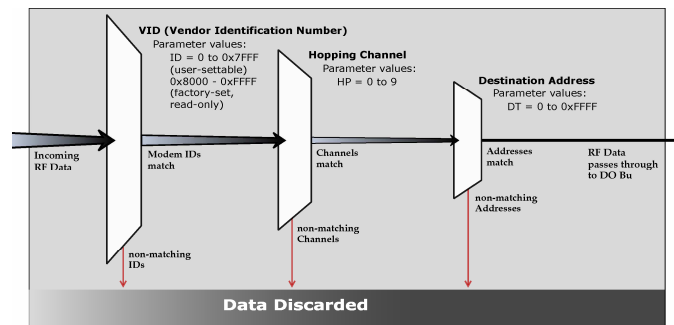 VID (Vendor Identification Number)
Parameter values:
ID = 0 to 0x7FFF
(user-settable)
0x8000 - 0xFFFF
(factory-set,
read-only)
Hopping Channel
Parameter values:
HP = 0 to 9
Destination Address
Parameter values:
DT = 0 to 0xFFFF
Incoming
RF Data
Modem IDs
match
Channels
match
Addresses
match
RF Data
passes through
to DO Bu
non-matching
IDs
non-matching
Channels
non-matching
Addresses
Data Discarded